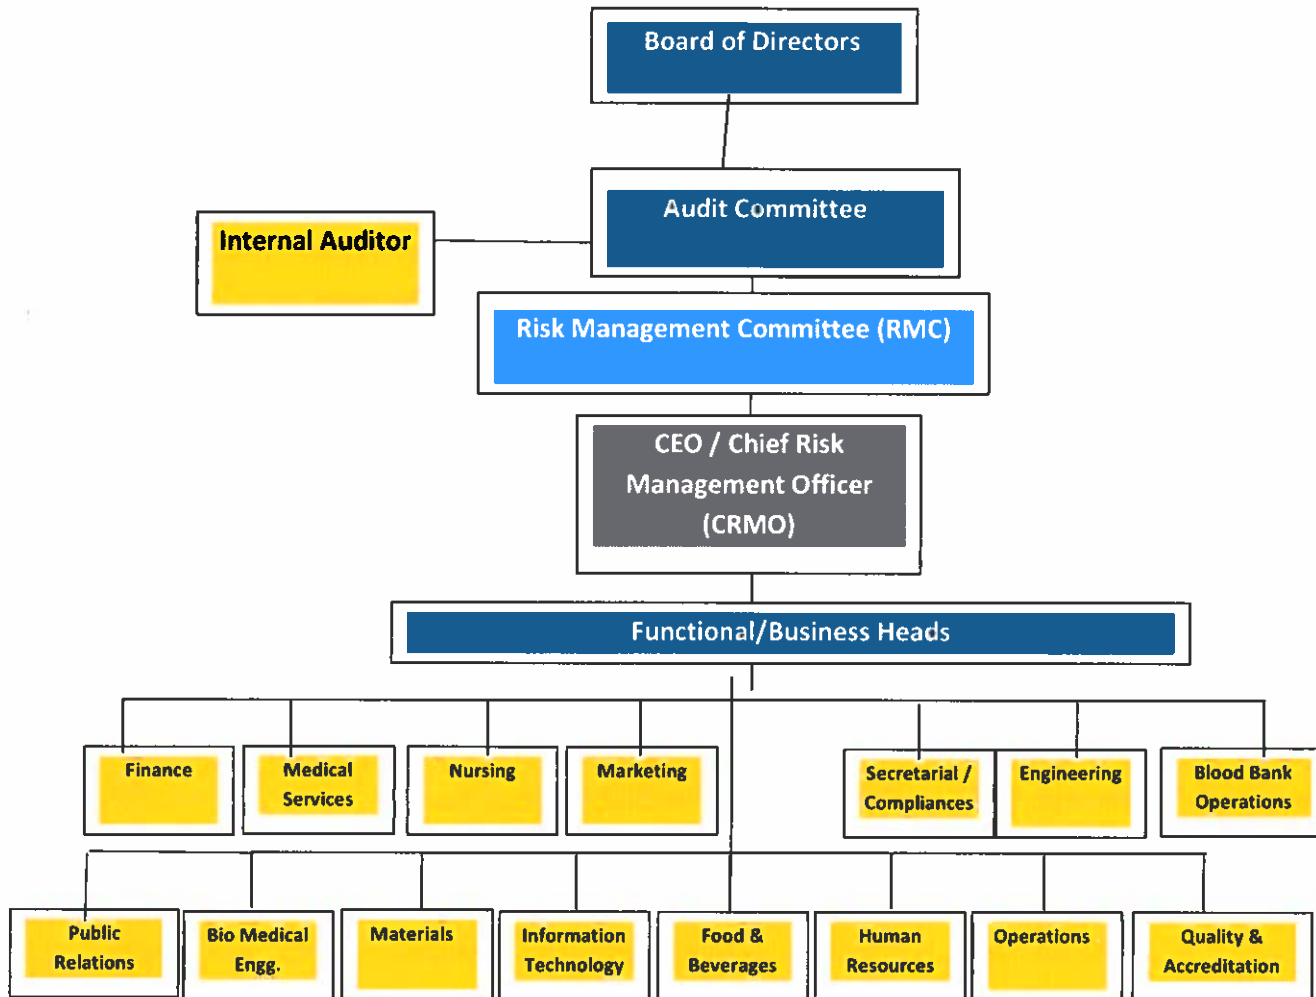 Board of Directors
Audit Committee
Internal Auditor
Risk Management Committee (RMC)
CEO / Chief Risk
Management Officer
(CRMO)
Functional/Business Heads
Finance
Medical
Services
Nursing
Marketing
Secretarial /
Compliances
Engineering
Blood Bank
Operations
Public
Relations
Bio Medical
Engg.
Materials
Information
Technology
Food &
Beverages
Human
Resources
Operations
Quality &
Accreditation